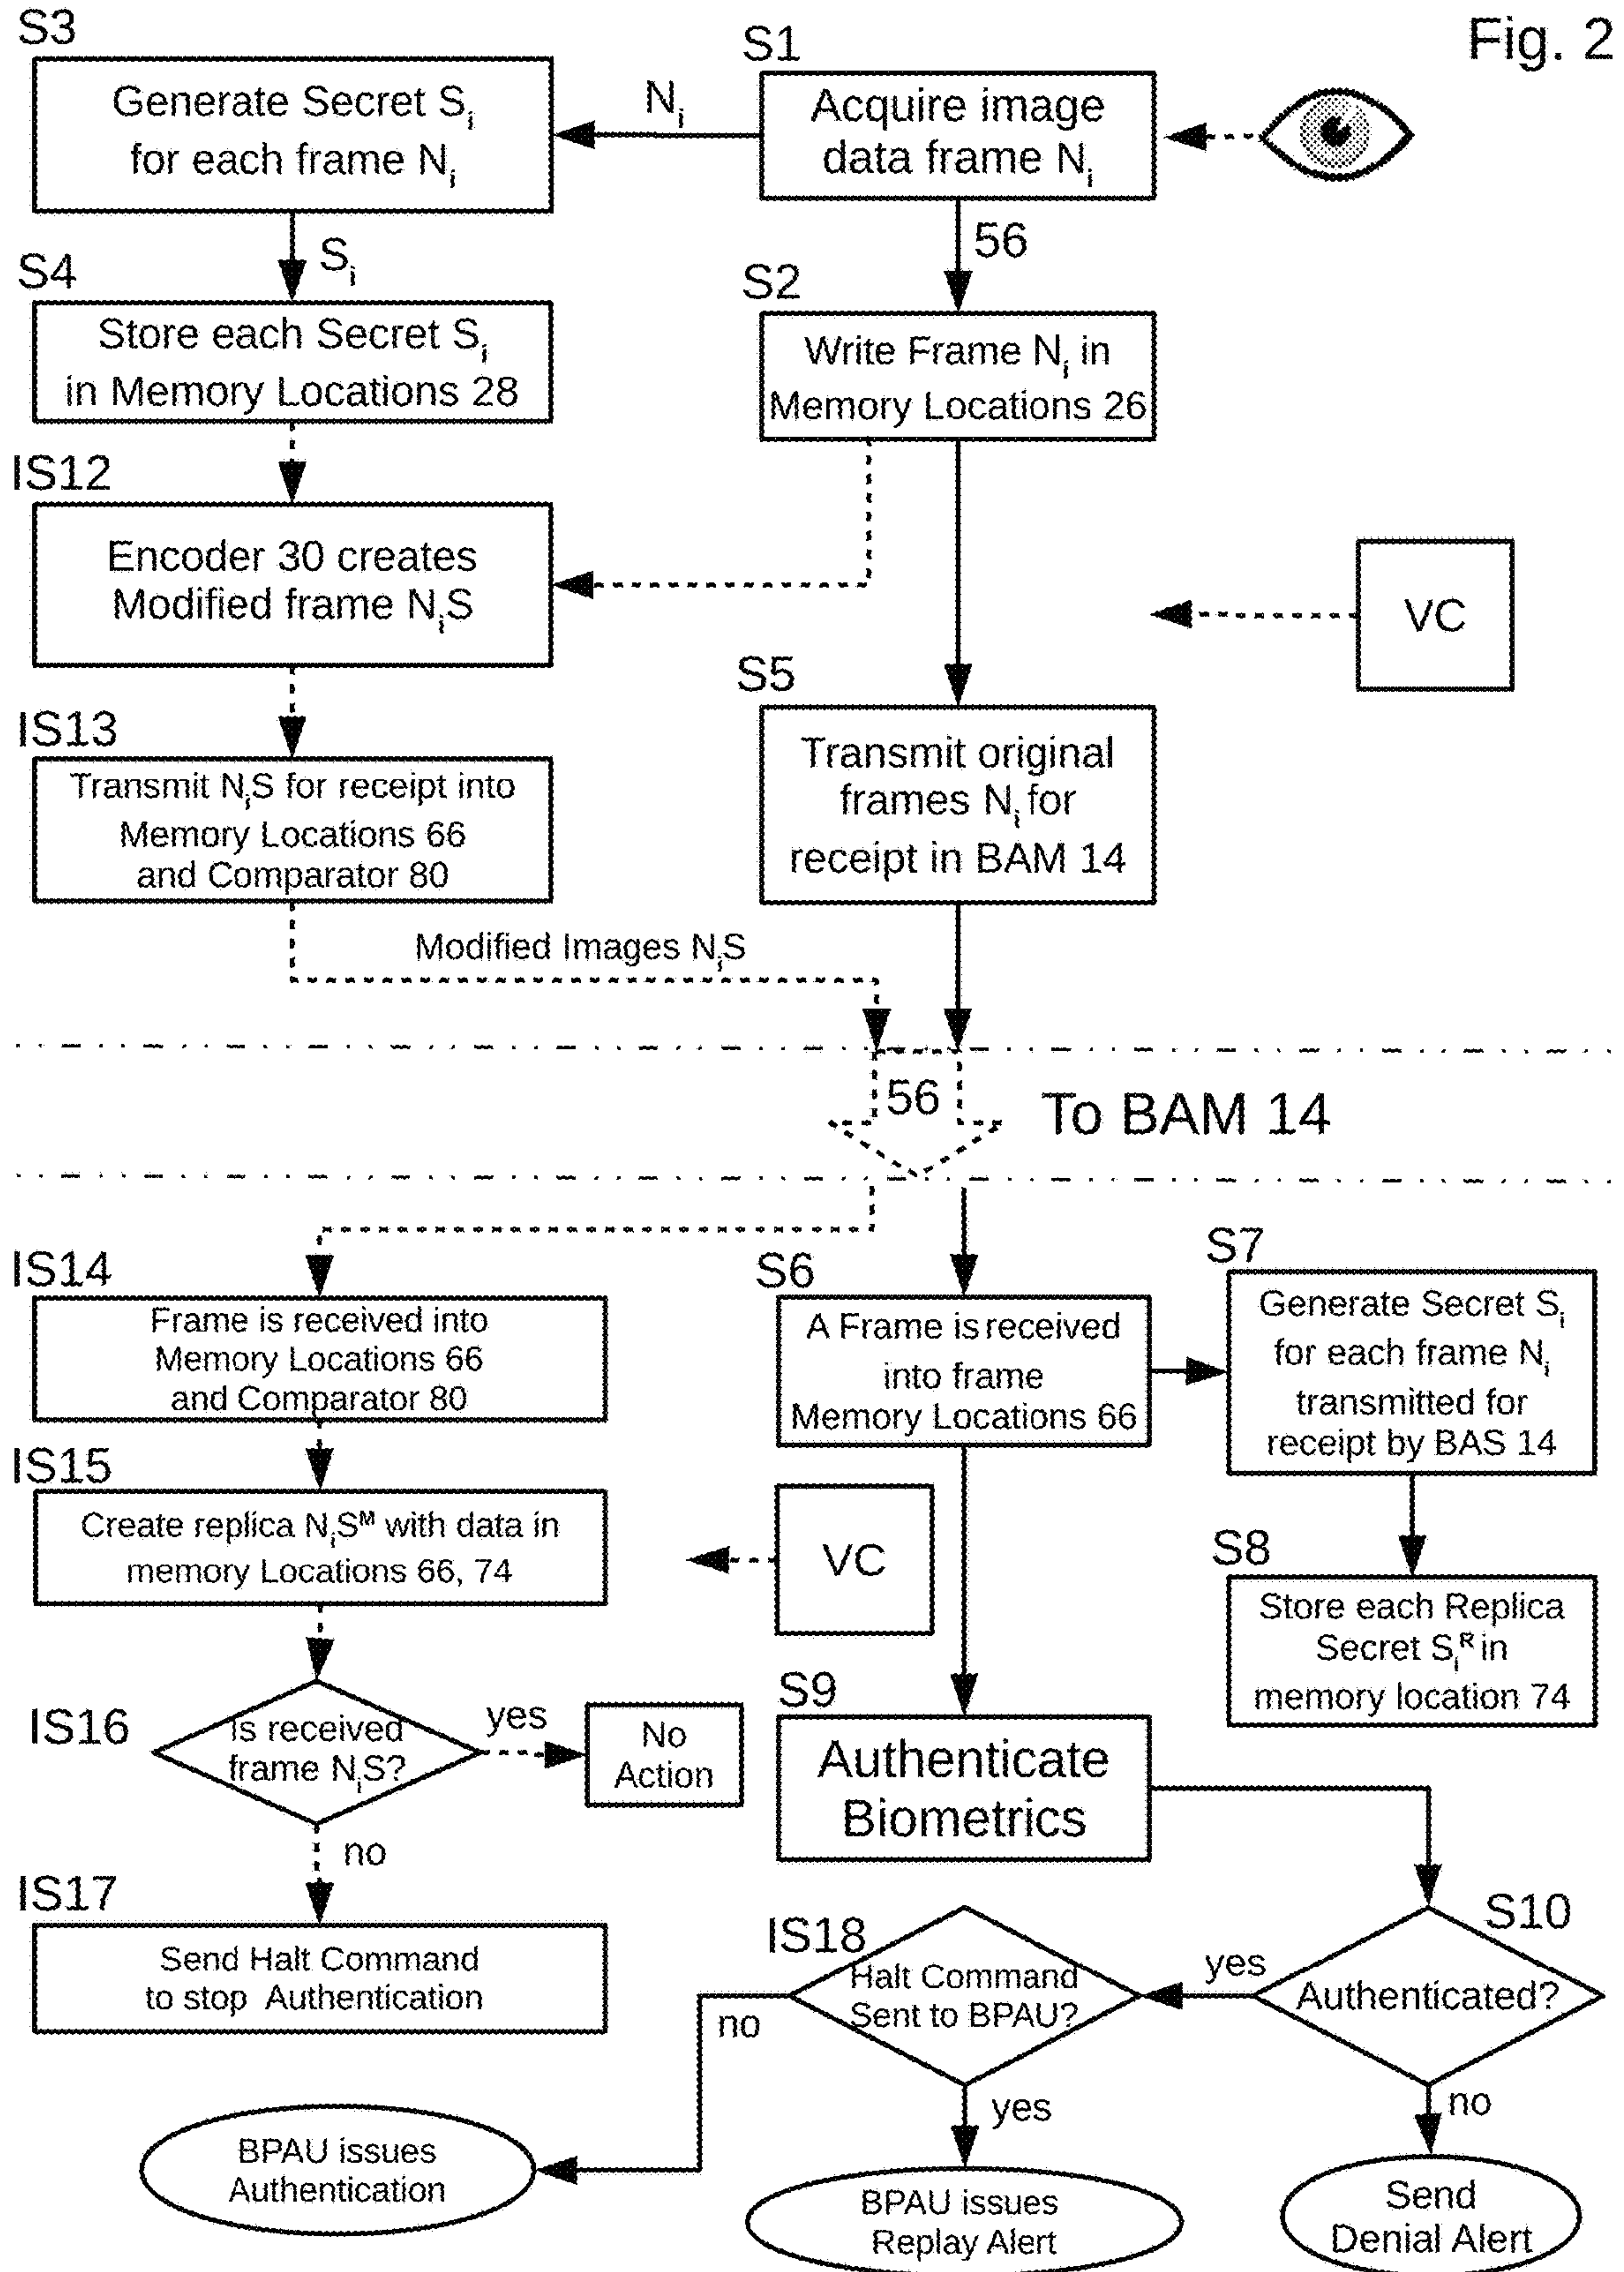 Fig. 2
S3
Generate Secret Si
for each frame Ni
Ni
S1
Acquire image
data frame Ni
Si
56
S4
Store each Secret Si
in Memory Locations 28
S2
Write Frame Ni in
Memory Locations 26
IS12
Encoder 30 creates
Modified frame NiS
VC
IS13
Transmit NiS for receipt into
Memory Locations 66
and Comparator 80
S5
Transmit original
frames Ni for
receipt in BAM 14
Modified Images NiS
56
To BAM 14
IS14
Frame is received into
Memory Locations 66
and Comparator 80
S6
A Frame is received
into frame
Memory Locations 66
S7
Generate Secret Si
for each frame Ni
transmitted for
receipt by BAS 14
IS15
Create replica NiSM with data in
memory Locations 66, 74
VC
S8
Store each Replica
Secret SiR in
memory location 74
IS16
Is received
frame NiS?
yes
No
Action
no
S9
Authenticate
Biometrics
IS17
Send Halt Command
to stop Authentication
S10
Authenticated?
yes
no
IS18
Halt Command
Sent to BPAU?
no
yes
BPAU issues
Authentication
BPAU issues
Replay Alert
Send
Denial Alert